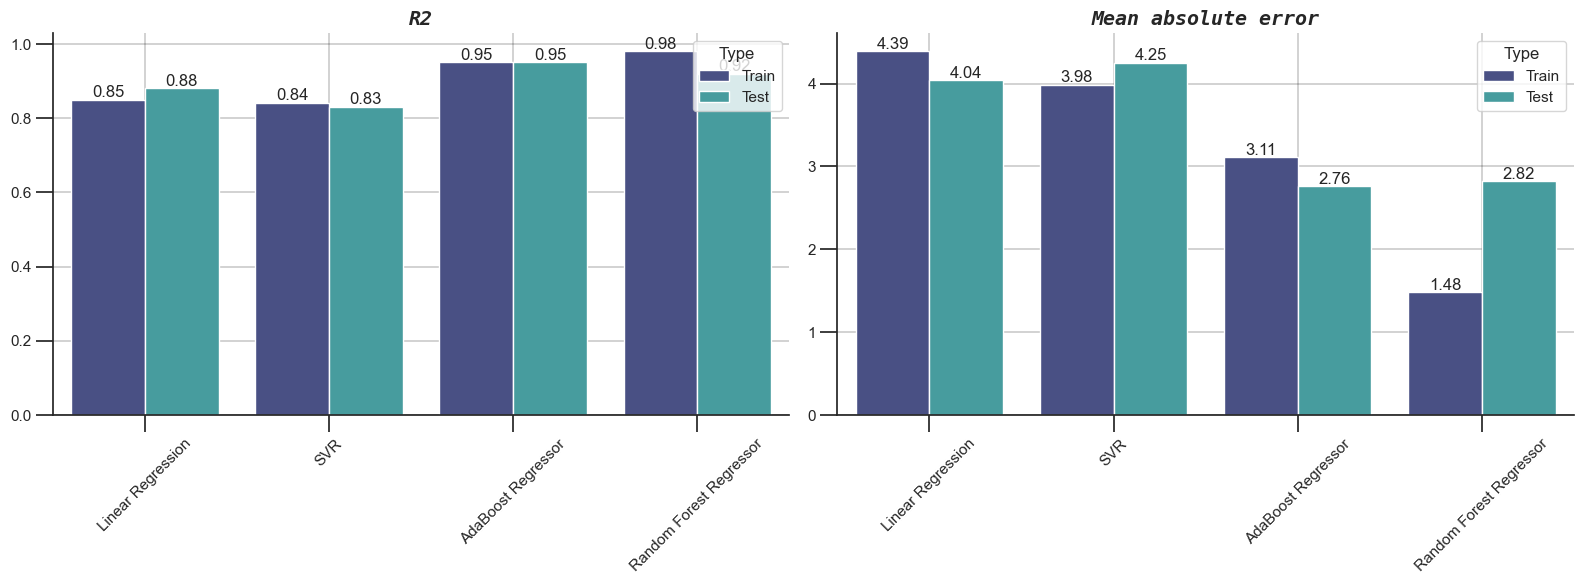 R2
1.0
0.8
0.6
0.4
0.2
0.0
0.85
0.88
0.84
0.83
0.95
0.95
0.98
0.92
Type
Train
Test
Linear Regression
SVR
AdaBoost Regressor
Random Forest Regressor
Mean absolute error
4
3
2
1
0
4.39
4.04
3.98
4.25
3.11
2.76
1.48
2.82
Type
Train
Test
Linear Regression
SVR
AdaBoost Regressor
Random Forest Regressor